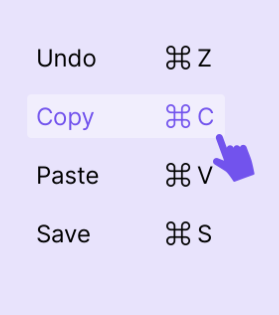 Undo ⌘ Z
Copy ⌘ C
Paste ⌘ V
Save ⌘ S